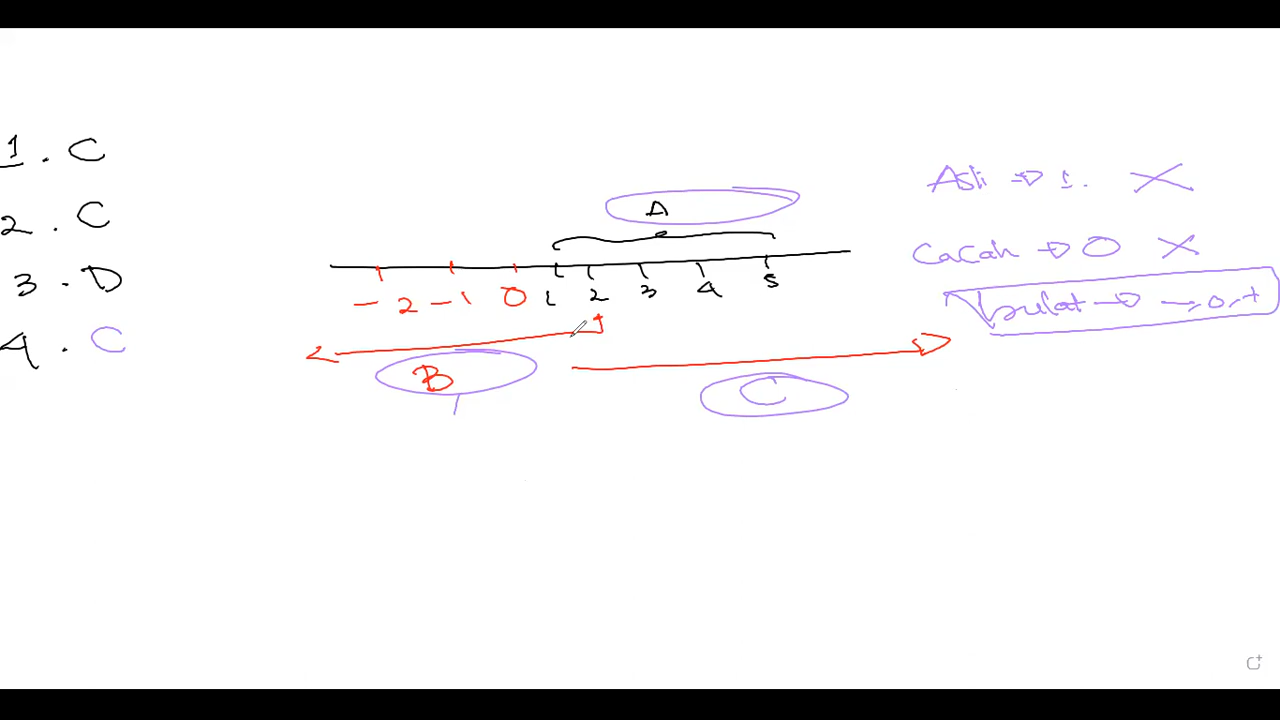 1. C
2. C
3. D
4. C
A
-2 -1 0 1 2 3 4 5
B
C
Asli → 1. X
Cacah → 0 X
bulat → -, 0, +